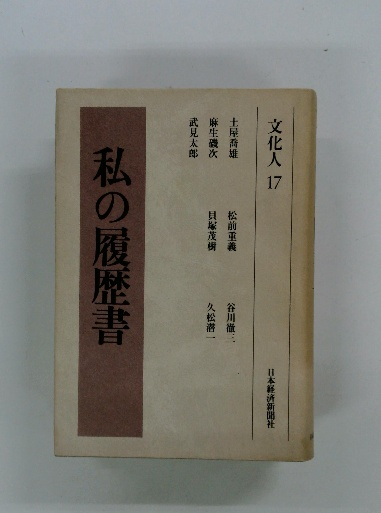 文化人 17
土屋喬雄 松前重義 谷川徹三
麻生磯次 貝塚茂樹 久松潜一
武見太郎
私の履歴書
日本経済新聞社